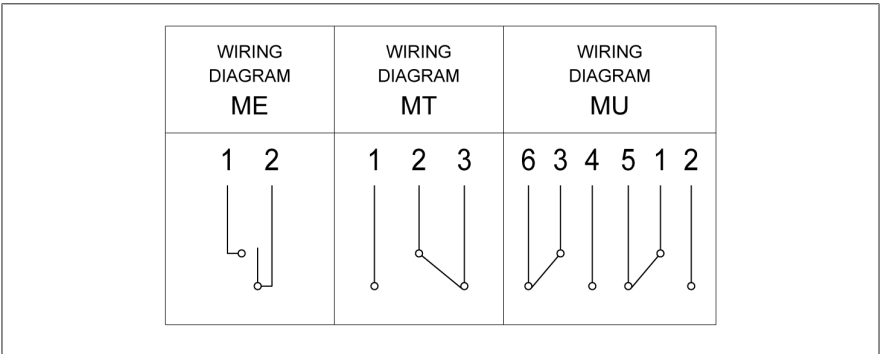 WIRING
DIAGRAM
ME
WIRING
DIAGRAM
MT
WIRING
DIAGRAM
MU
1 2
1 2 3
6 3 4 5 1 2